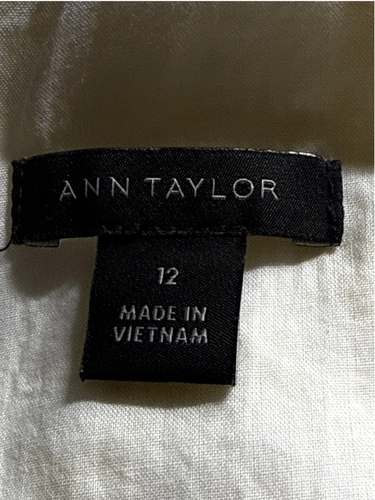 ANN TAYLOR
12
MADE IN
VIETNAM